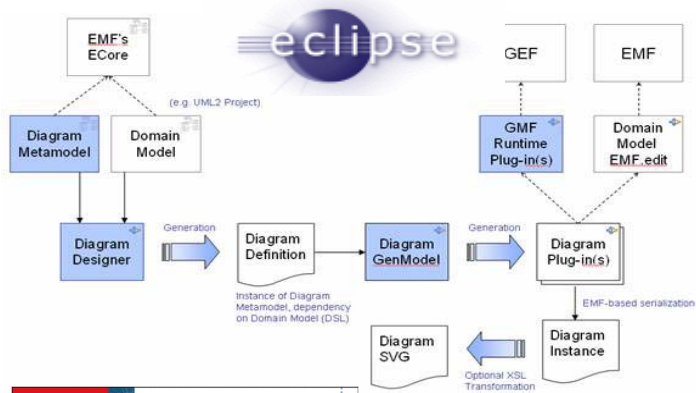 eclipse
EMF's
ECore
GEF
EMF
(e.g. UML2 Project)
Diagram
Metamodel
Domain
Model
GMF
Runtime
Plug-in(s)
Domain
Model
EMF.edit
Diagram
Designer
Generation
Diagram
Definition
Diagram
GenModel
Generation
Diagram
Plug-in(s)
Instance of Diagram
Metamodel, dependency
on Domain Model (DSL)
EMF-based serialization
Diagram
SVG
Optional XSL
Transformation
Diagram
Instance